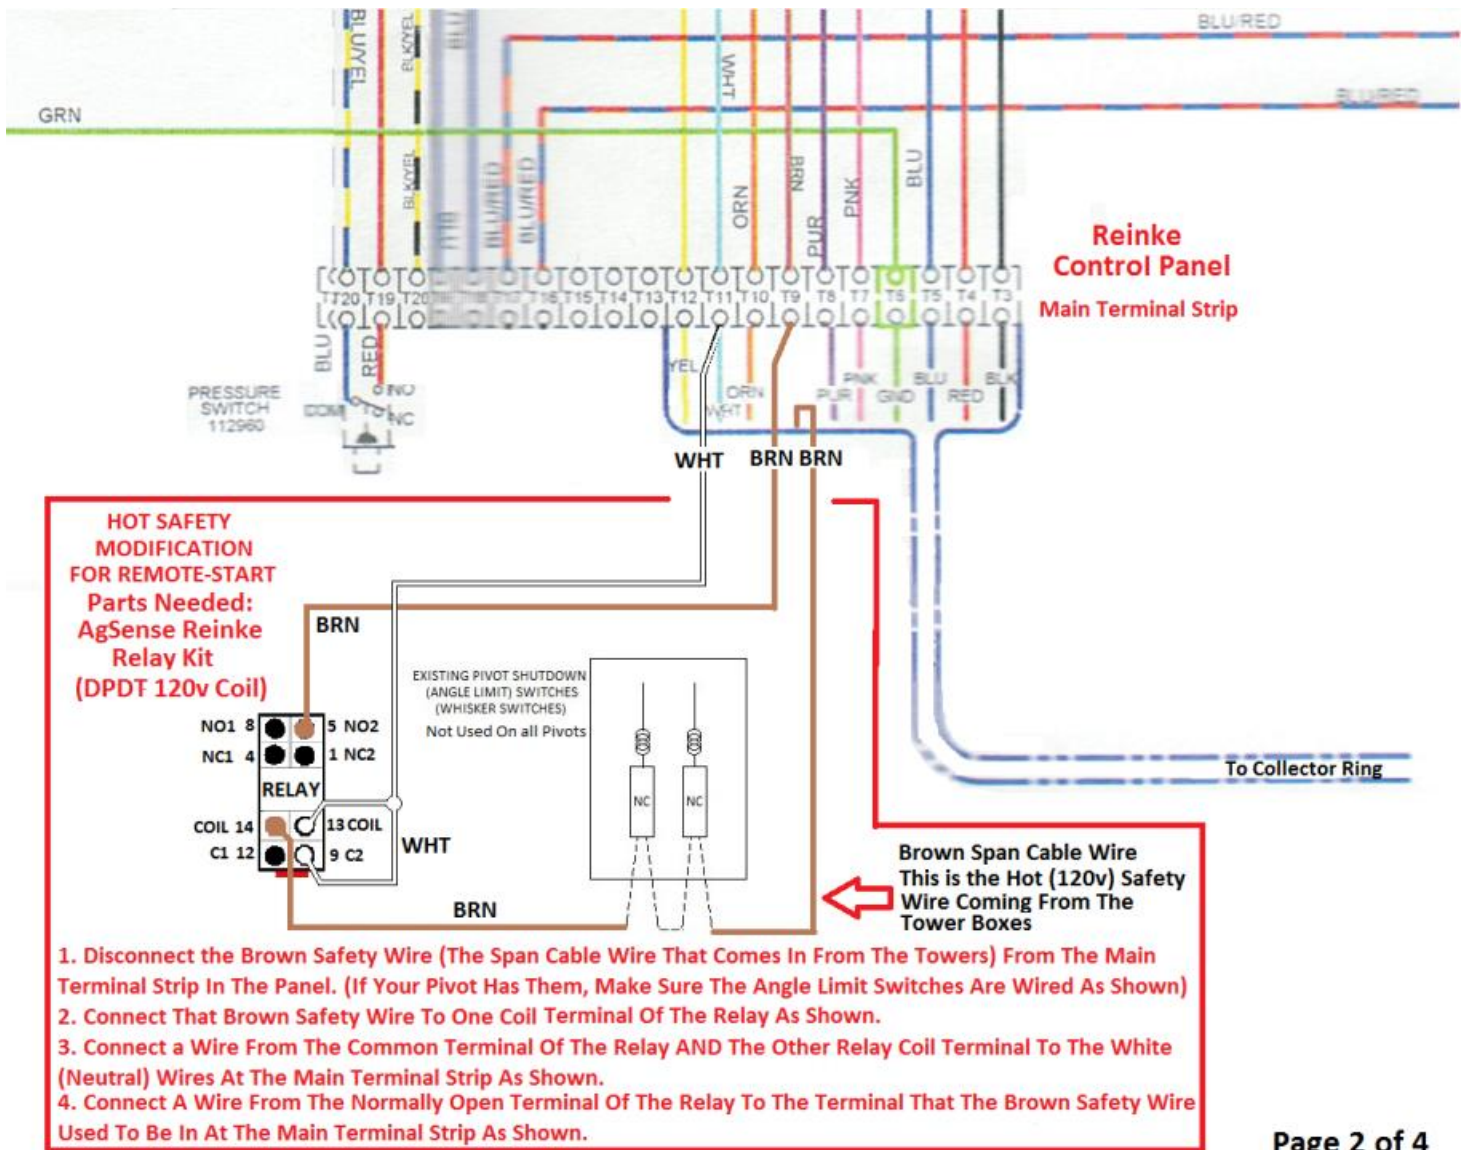 BLU/RED
BLU/YEL
BLK/YEL
BLU
WHT
BLU/RED
GRN
BLK/YEL
BLU
BLU/RED
BLU/RED
ORN
BRN
PUR
PNK
BLU
Reinke
Control Panel
Main Terminal Strip
T20 T19 T20 T18 T17 T16 T15 T14 T13 T12 T11 T10 T9 T8 T7 T6 T5 T4 T3
BLU
RED
YEL
WHT
ORN
PUR
PNK
GND
BLU
RED
BLK
PRESSURE
SWITCH
112960
COM
NO
NC
WHT
BRN BRN
HOT SAFETY
MODIFICATION
FOR REMOTE-START
Parts Needed:
AgSense Reinke
Relay Kit
(DPDT 120v Coil)
BRN
EXISTING PIVOT SHUTDOWN
(ANGLE LIMIT) SWITCHES
(WHISKER SWITCHES)
Not Used On all Pivots
NC
NC
NO1 8
5 NO2
NC1 4
1 NC2
RELAY
COIL 14
13 COIL
C1 12
9 C2
WHT
BRN
To Collector Ring
Brown Span Cable Wire
This is the Hot (120v) Safety
Wire Coming From The
Tower Boxes
1. Disconnect the Brown Safety Wire (The Span Cable Wire That Comes In From The Towers) From The Main
Terminal Strip In The Panel. (If Your Pivot Has Them, Make Sure The Angle Limit Switches Are Wired As Shown)
2. Connect That Brown Safety Wire To One Coil Terminal Of The Relay As Shown.
3. Connect a Wire From The Common Terminal Of The Relay AND The Other Relay Coil Terminal To The White
(Neutral) Wires At The Main Terminal Strip As Shown.
4. Connect A Wire From The Normally Open Terminal Of The Relay To The Terminal That The Brown Safety Wire
Used To Be In At The Main Terminal Strip As Shown.
Page 2 of 4